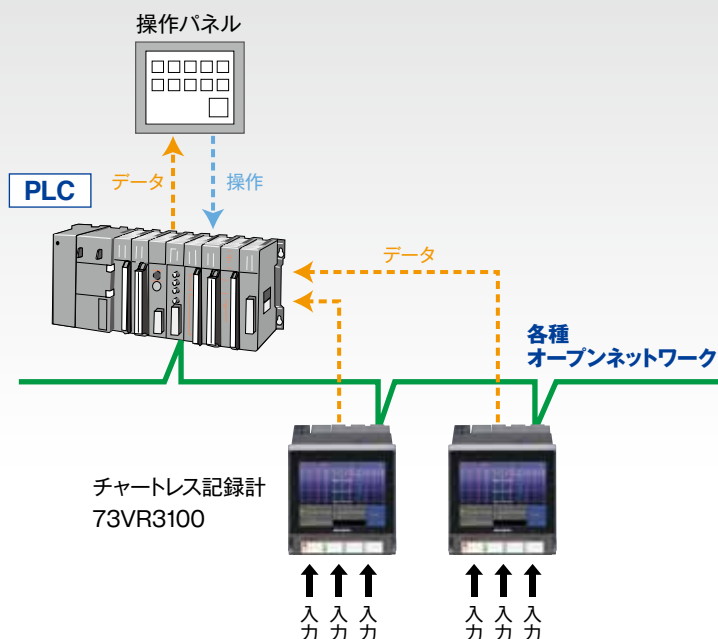 操作パネル
データ
操作
PLC
データ
各種
オープンネットワーク
チャートレス記録計
73VR3100
入力
入力
入力
入力
入力
入力